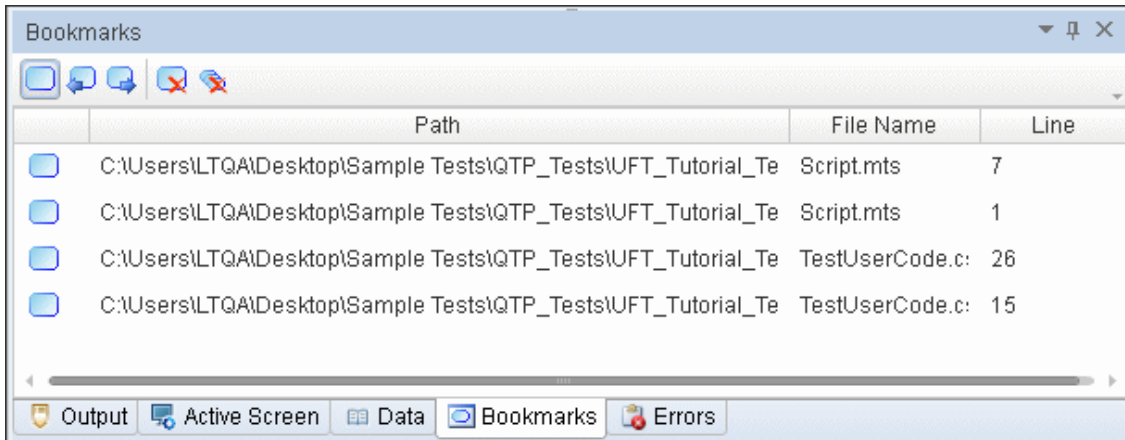 Bookmarks
Path File Name Line
C:\Users\LTQA\Desktop\Sample Tests\QTP_Tests\UFT_Tutorial_Te Script.mts 7
C:\Users\LTQA\Desktop\Sample Tests\QTP_Tests\UFT_Tutorial_Te Script.mts 1
C:\Users\LTQA\Desktop\Sample Tests\QTP_Tests\UFT_Tutorial_Te TestUserCode.c 26
C:\Users\LTQA\Desktop\Sample Tests\QTP_Tests\UFT_Tutorial_Te TestUserCode.c 15
Output Active Screen Data Bookmarks Errors